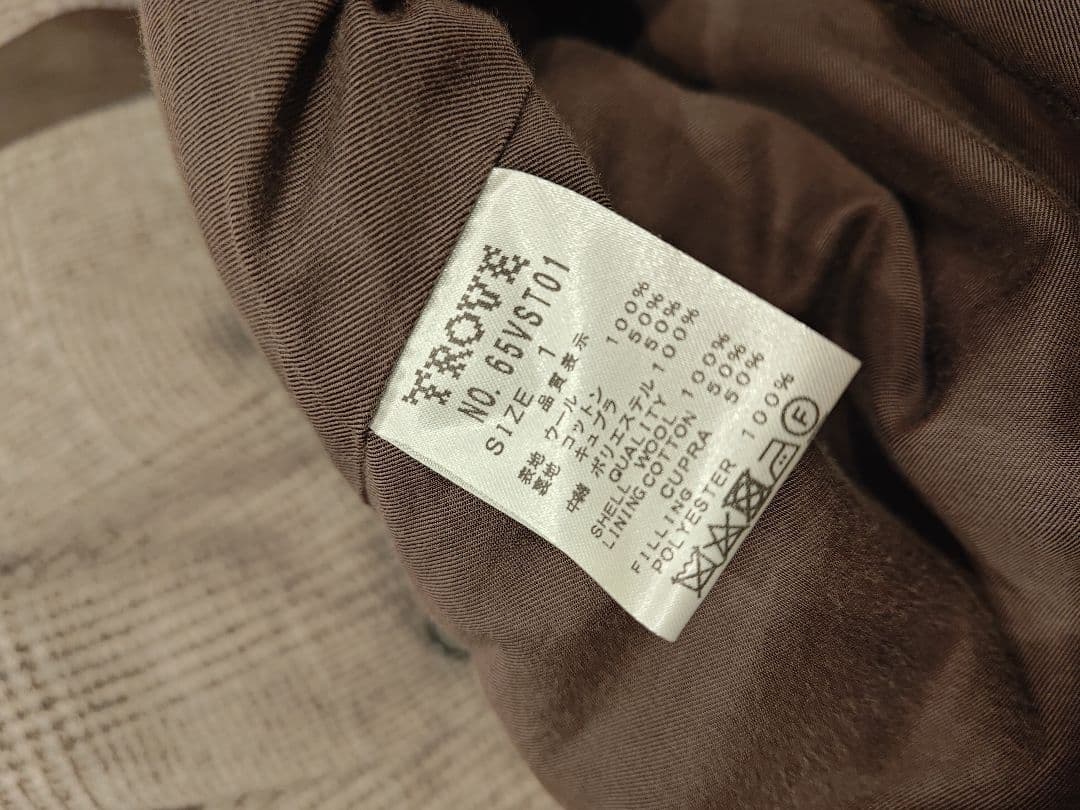 TROVE
NO. 65VST01
SIZE 1
品質表示
表地 ウール 100%
裏地 コットン 50%
キュプラ 50%
中綿 ポリエステル 100%
QUALITY
SHELL WOOL 100%
LINING COTTON 50%
CUPRA 50%
FILLING
POLYESTER 100%
F